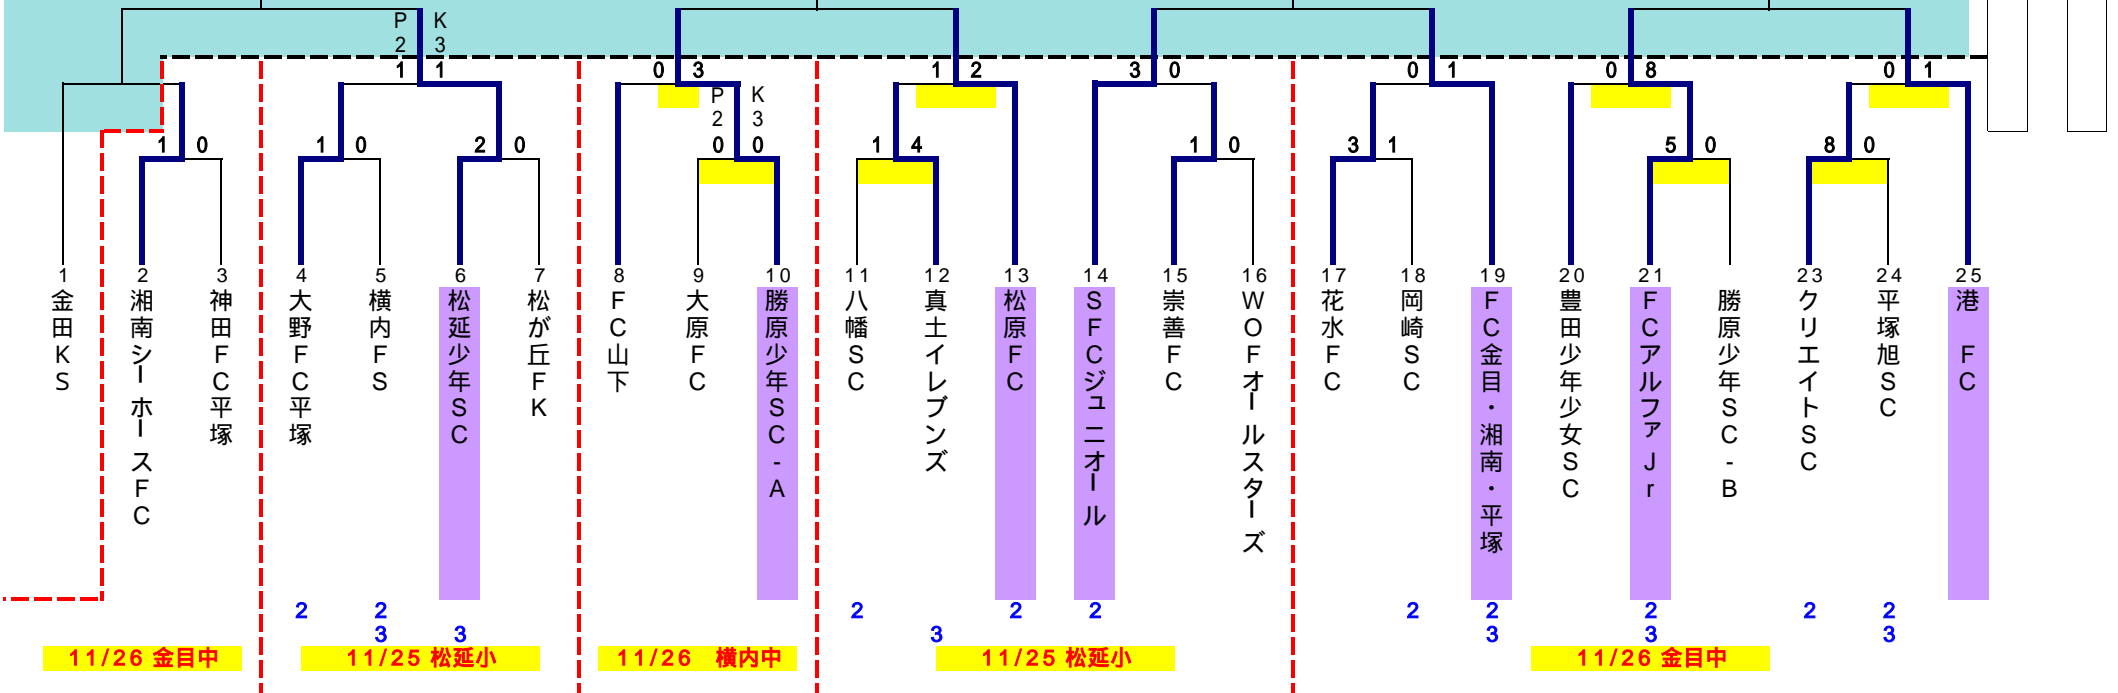 P K
2 3
1 1
0 3
1 2
3 0
0 1
0 8
0 1
P K
2 3
1 0
1 0
2 0
0 0
1 4
1 0
3 1
5 0
8 0
1 金田KS
2 湘南シーホースFC
3 神田FC平塚
4 大野FC平塚
5 横内FS
6 松延少年SC
7 松が丘FK
8 FC山下
9 大原FC
10 勝原少年SC-A
11 八幡SC
12 真土イレブンズ
13 松原FC
14 SFCジュニオール
15 崇善FC
16 WOFオールスターズ
17 花水FC
18 岡崎SC
19 FC金目・湘南・平塚
20 豊田少年少女SC
21 FCアルファJr
勝原少年SC-B
23 クリエイトSC
24 平塚旭SC
25 港 FC
2 2 2 2 2 2 2 2 2 2
3 3 3 3 3 3
11/26 金目中
11/25 松延小
11/26 横内中
11/25 松延小
11/26 金目中